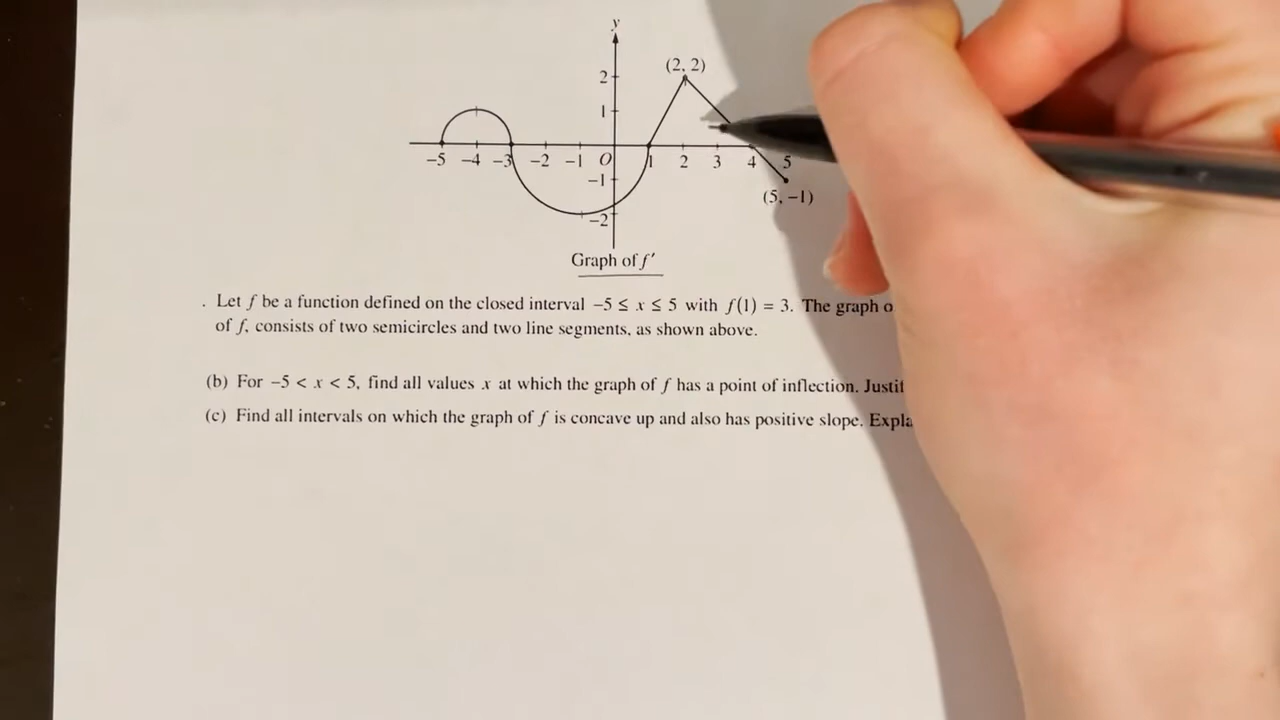 y
(2, 2)
2
1
-5 -4 -3 -2 -1 O 1 2 3 4 5
-1
(5, -1)
-2
Graph of f′
. Let f be a function defined on the closed interval −5 ≤ x ≤ 5 with f(1) = 3. The graph o
of f, consists of two semicircles and two line segments, as shown above.
(b) For −5 < x < 5, find all values x at which the graph of f has a point of inflection.
(c) Find all intervals on which the graph of f is concave up and also has positive slope.